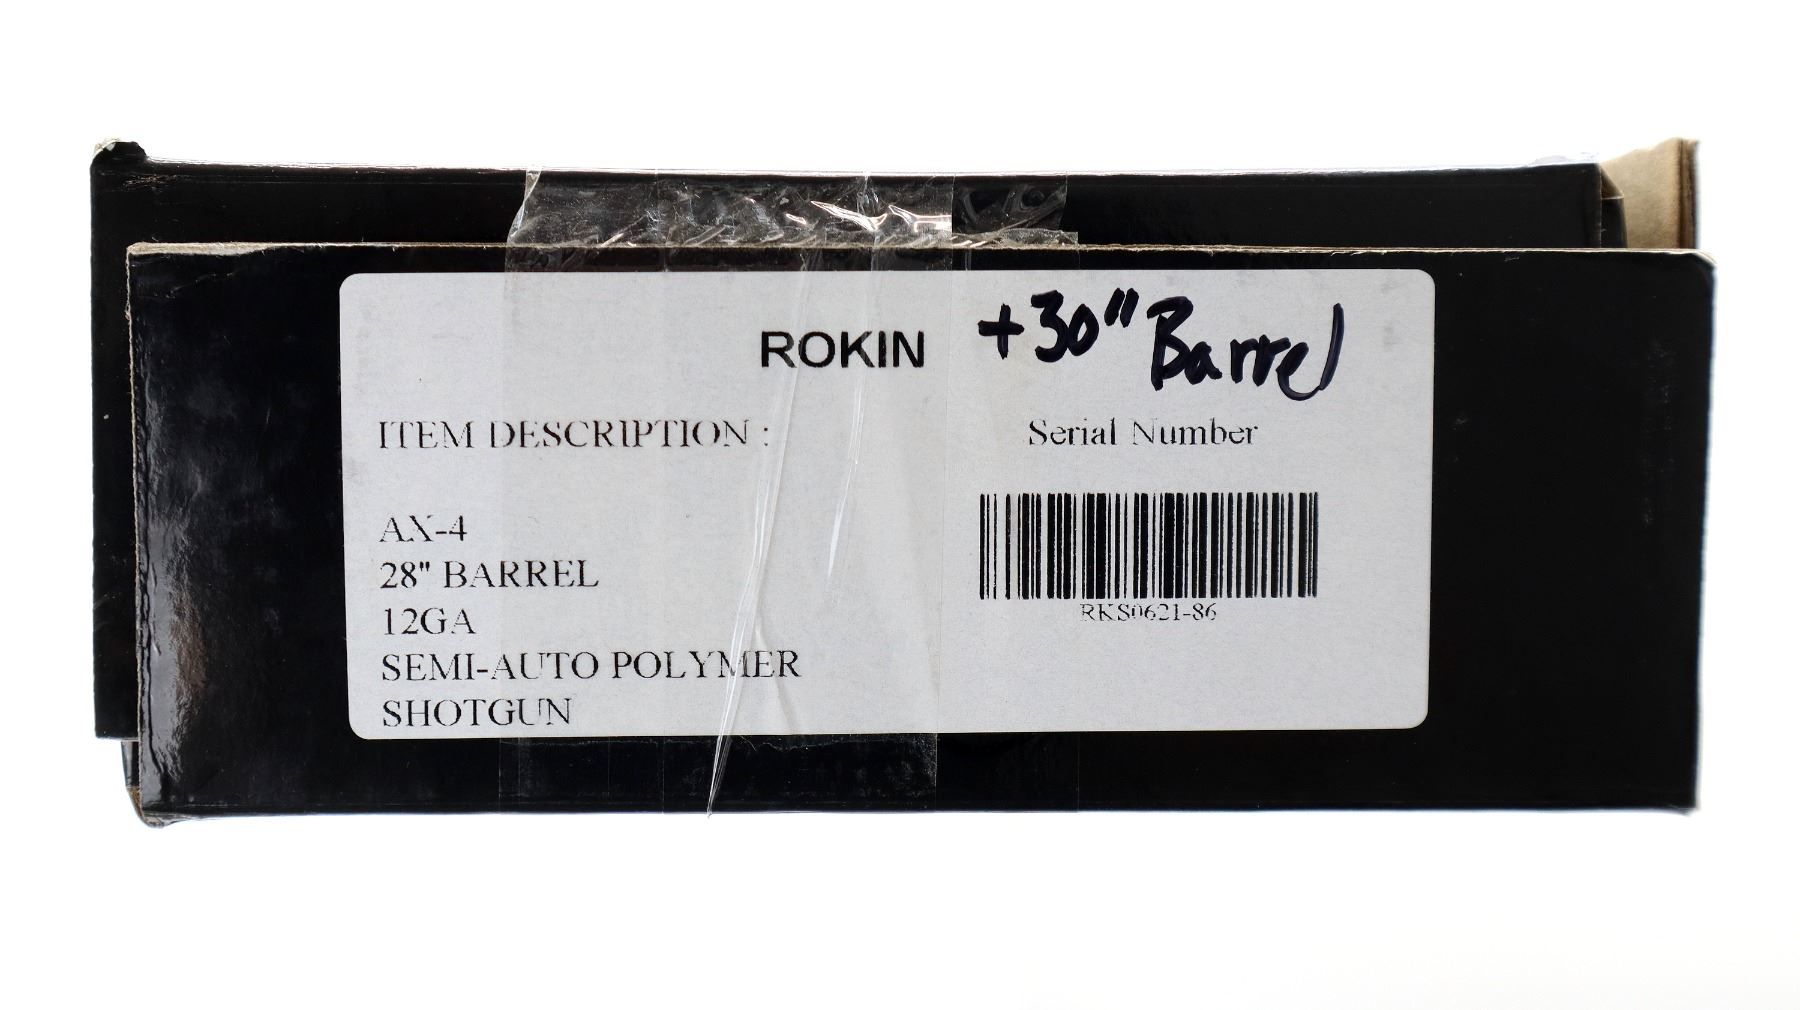 ROKIN +30" Barrel
ITEM DESCRIPTION : Serial Number
AX-4
28" BARREL
12GA
SEMI-AUTO POLYMER
SHOTGUN
RKS0621-86